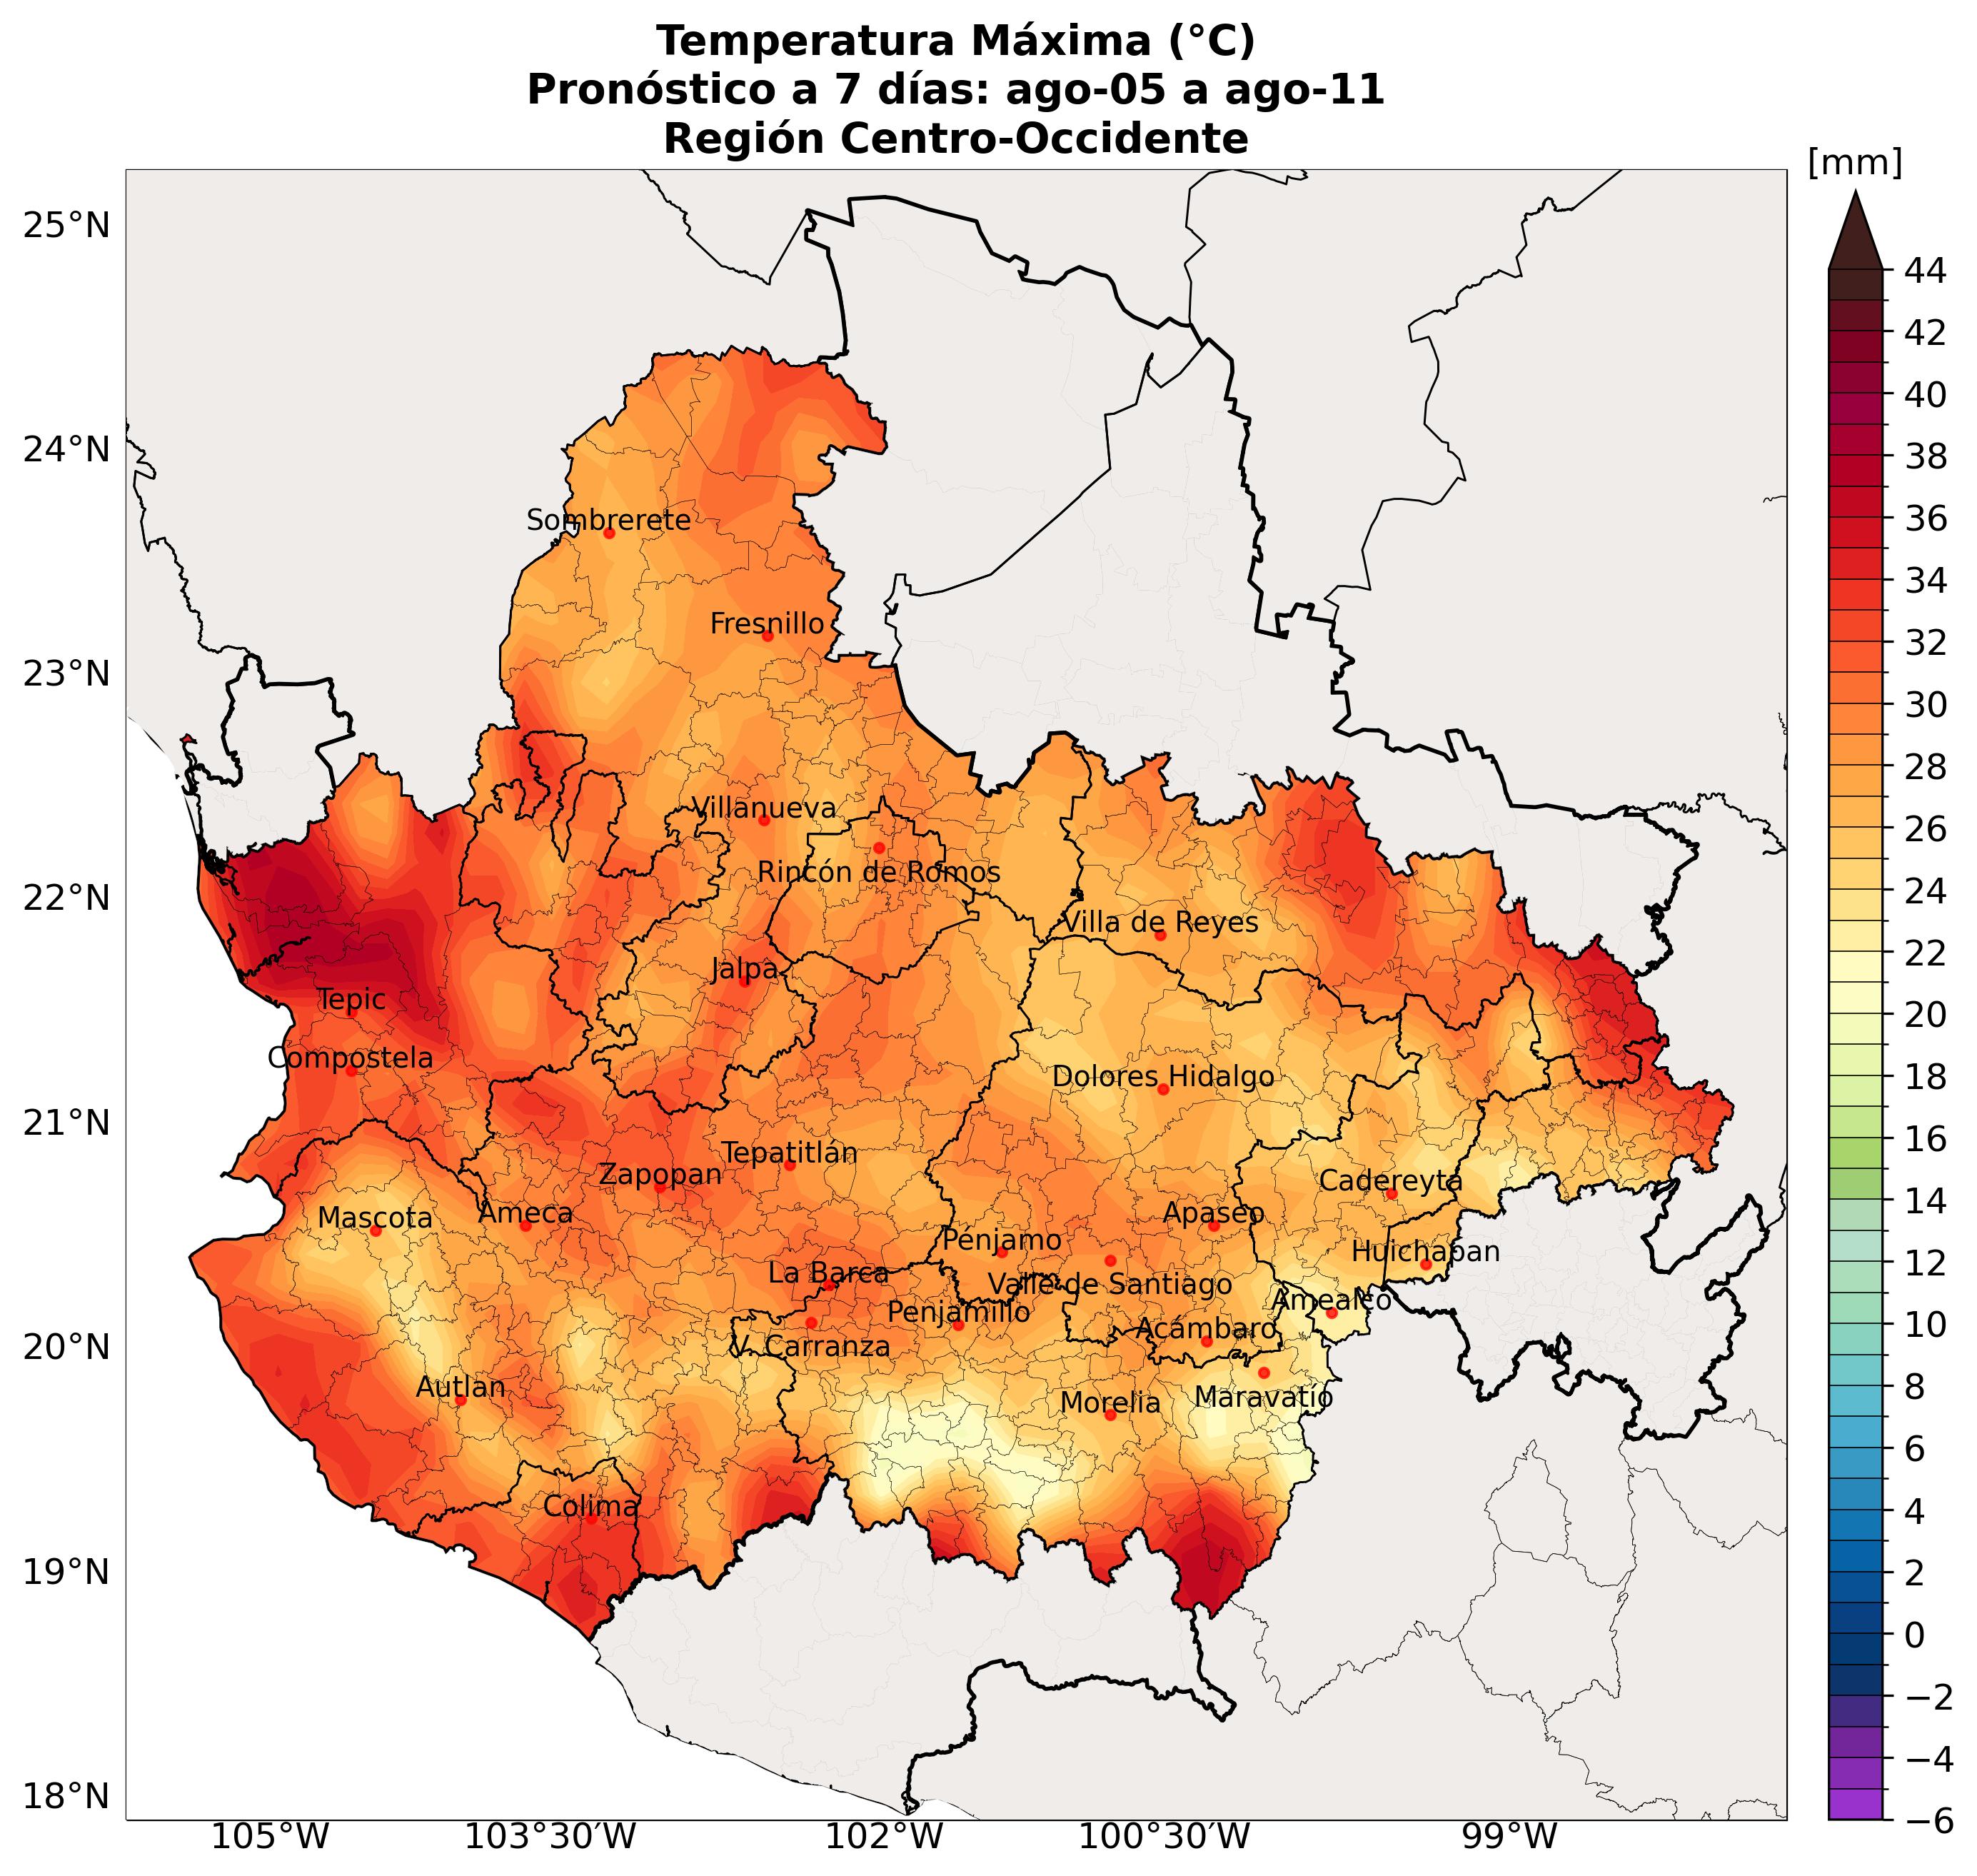 Temperatura Máxima (°C)
Pronóstico a 7 días: ago-05 a ago-11
Región Centro-Occidente
[mm]
25°N
24°N
23°N
22°N
21°N
20°N
19°N
18°N
Sombrerete
Fresnillo
Villanueva
Rincón de Romos
Villa de Reyes
Jalpa
Tepic
Compostela
Dolores Hidalgo
Tepatitlán
Zapopan
Cadereyta
Mascota
Ameca
Apaseo
Pénjamo
Huichapan
La Barca
Valle de Santiago
Amealco
Penjamillo
Acámbaro
V. Carranza
Autlan
Maravatío
Morelia
Colima
105°W
103°30′W
102°W
100°30′W
99°W
44
42
40
38
36
34
32
30
28
26
24
22
20
18
16
14
12
10
8
6
4
2
0
−2
−4
−6